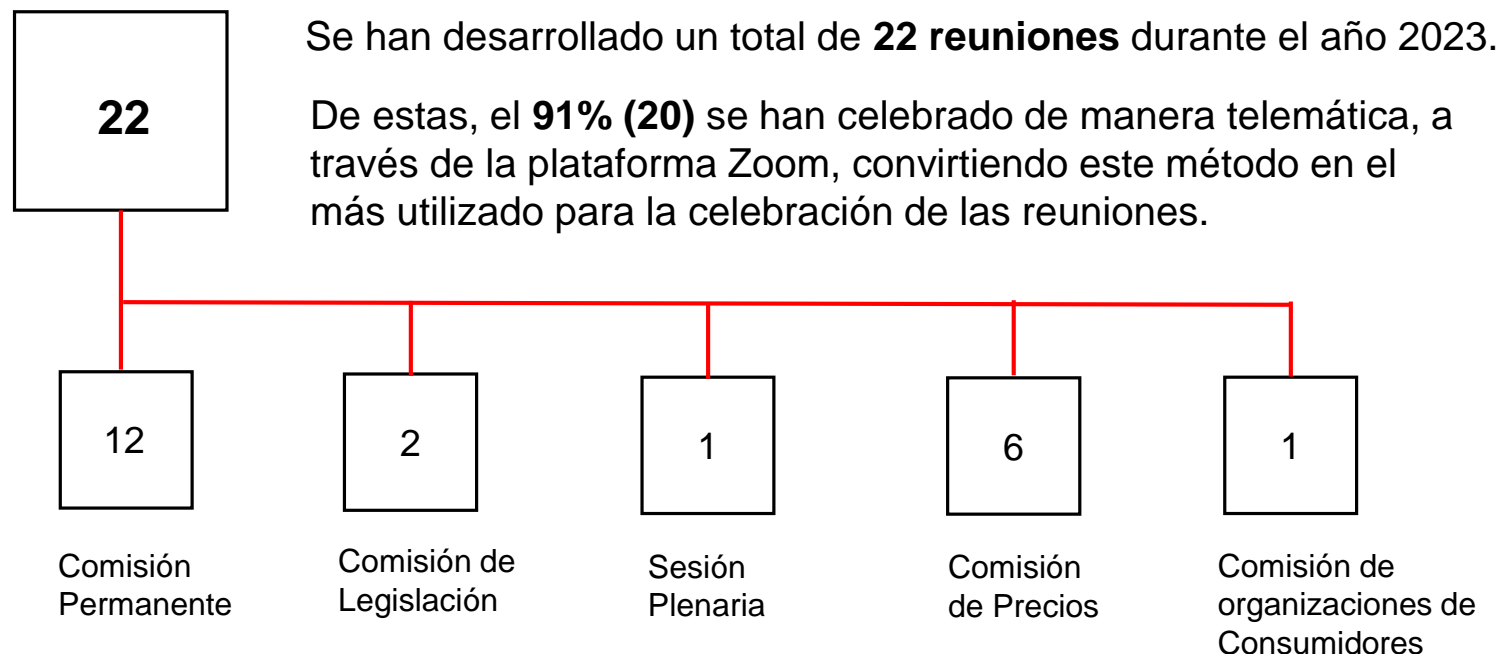 22
Se han desarrollado un total de 22 reuniones durante el año 2023.
De estas, el 91% (20) se han celebrado de manera telemática, a
través de la plataforma Zoom, convirtiendo este método en el
más utilizado para la celebración de las reuniones.
12
2
1
6
1
Comisión
Permanente
Comisión de
Legislación
Sesión
Plenaria
Comisión
de Precios
Comisión de
organizaciones de
Consumidores